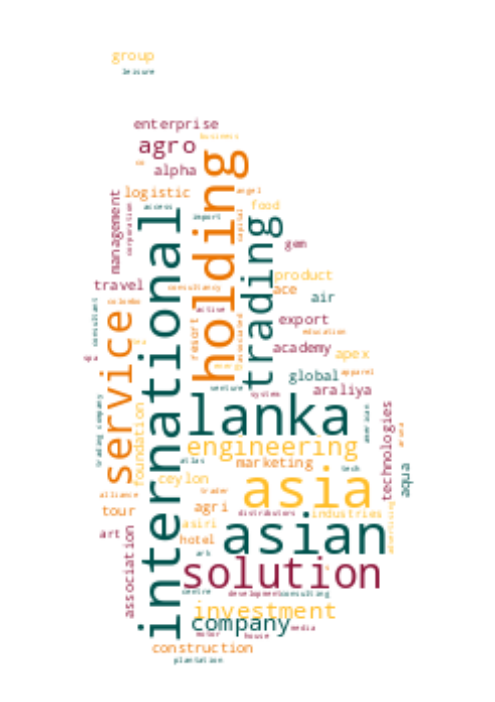 group
leisure
enterprise
business
agro
alpha
logistic
angel
access
food
import
management
corporation
capital
international
holding
trading
gem
product
travel
consultancy
ace
air
colombo
consultant
active
export
education
service
resort
associated
academy
apex
spa
energy
apparel
global
venture
araliya
system
trading company
foundation
lanka
american
technologies
engineering
atlas
marketing
tech
aqua
ceylon
asia
alliance
trader
tour
agri
distributors
industries
asiri
asian
art
hotel
ark
association
solution
centre
development
consulting
investment
company
media
motor
house
construction
plantation